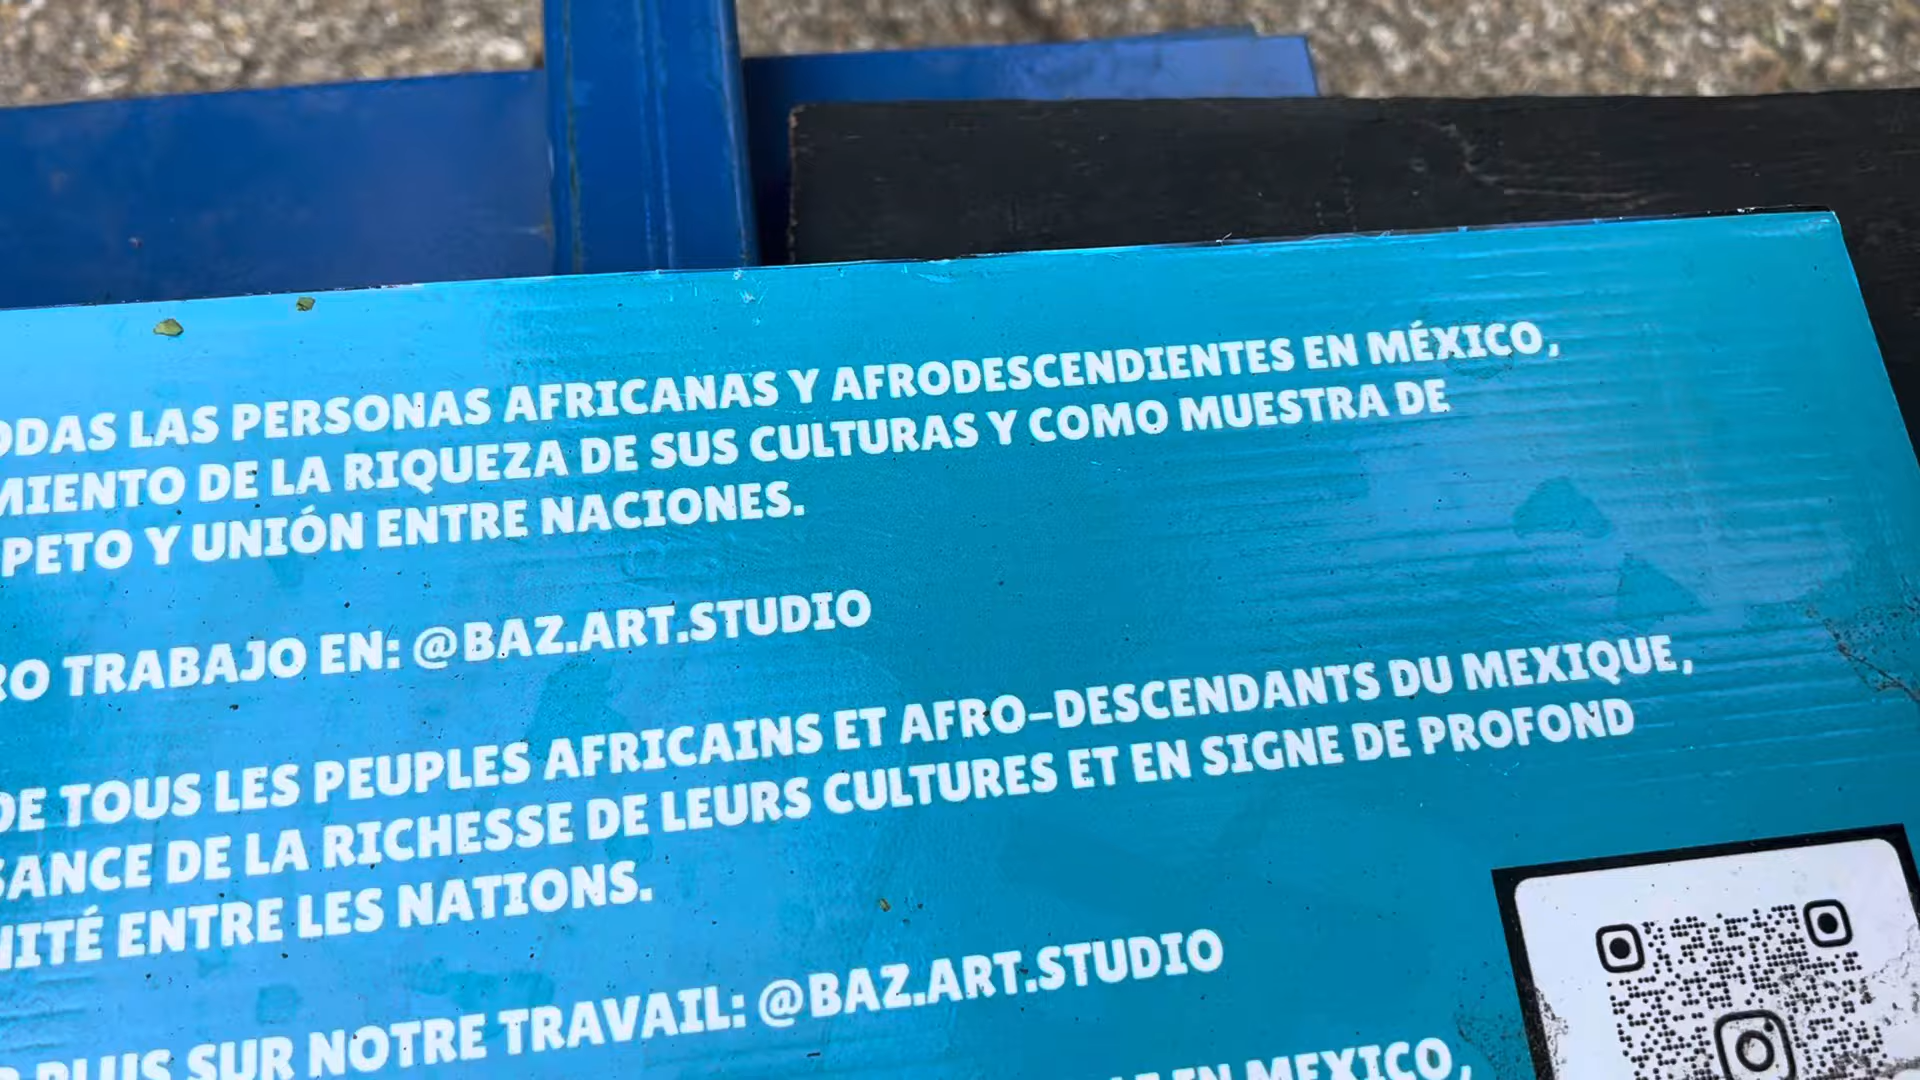 ODAS LAS PERSONAS AFRICANAS Y AFRODESCENDIENTES EN MÉXICO,
MIENTO DE LA RIQUEZA DE SUS CULTURAS Y COMO MUESTRA DE
PETO Y UNIÓN ENTRE NACIONES.
RO TRABAJO EN: @BAZ.ART.STUDIO
DE TOUS LES PEUPLES AFRICAINS ET AFRO-DESCENDANTS DU MEXIQUE,
SANCE DE LA RICHESSE DE LEURS CULTURES ET EN SIGNE DE PROFOND
NITÉ ENTRE LES NATIONS.
PLUS SUR NOTRE TRAVAIL: @BAZ.ART.STUDIO
EN MEXICO,